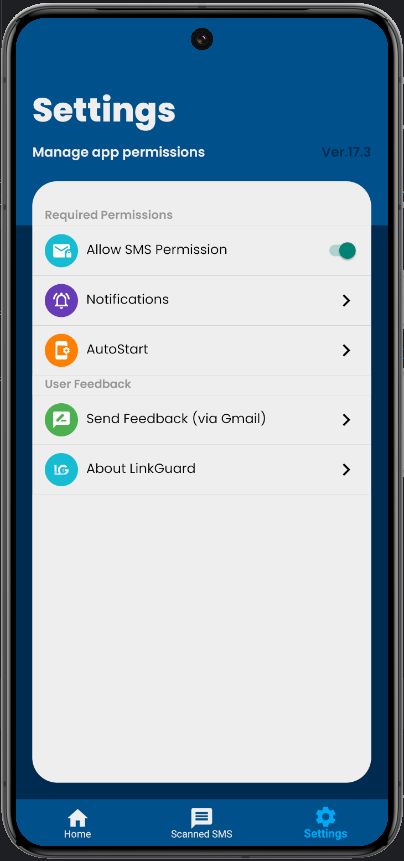 Settings
Manage app permissions
Ver.17.3
Required Permissions
Allow SMS Permission
Notifications
AutoStart
User Feedback
Send Feedback (via Gmail)
LG
About LinkGuard
Home
Scanned SMS
Settings